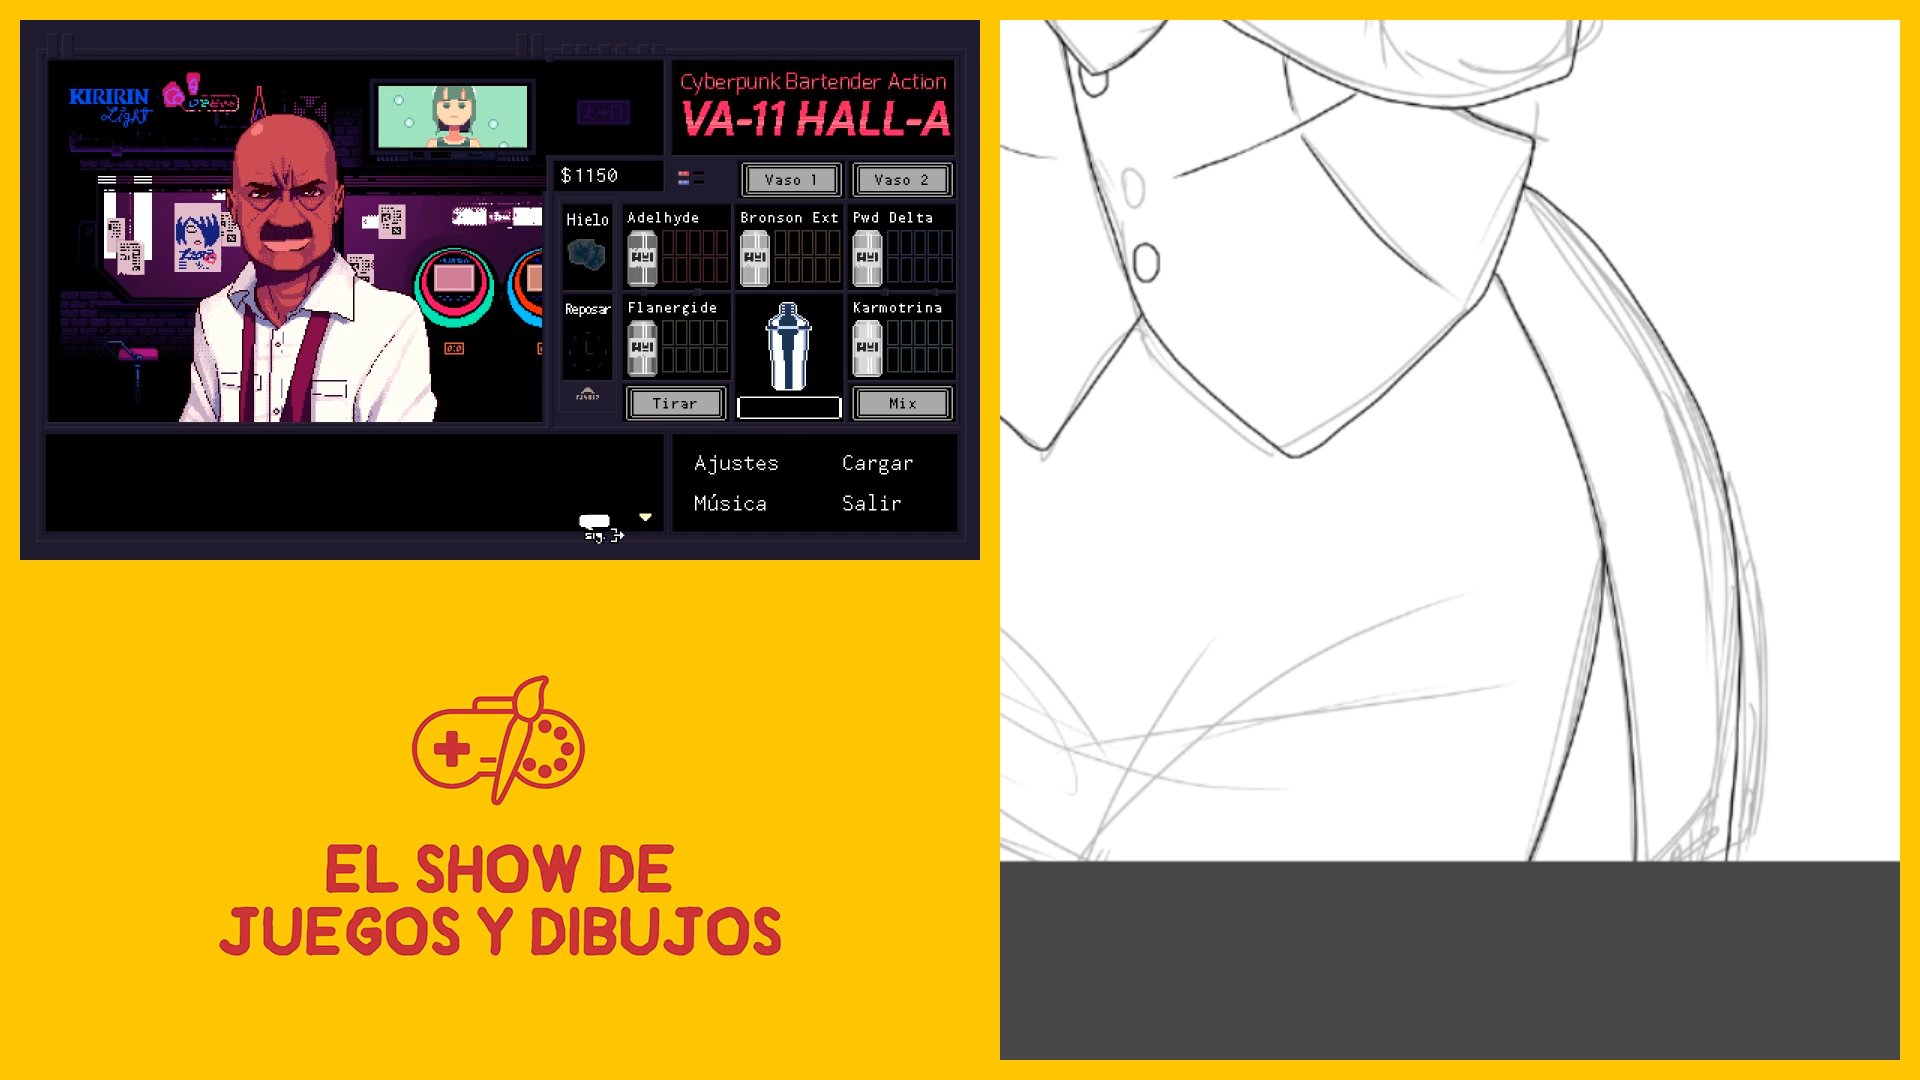 KIRIRIN
Light
Cyberpunk Bartender Action
VA-11 HALL-A
$1150
Vaso 1
Vaso 2
Hielo
Adelhyde
Bronson Ext
Pwd Delta
Reposar
Flanergide
Karmotrina
Tirar
Mix
Ajustes
Cargar
Música
Salir
sig.
EL SHOW DE
JUEGOS Y DIBUJOS